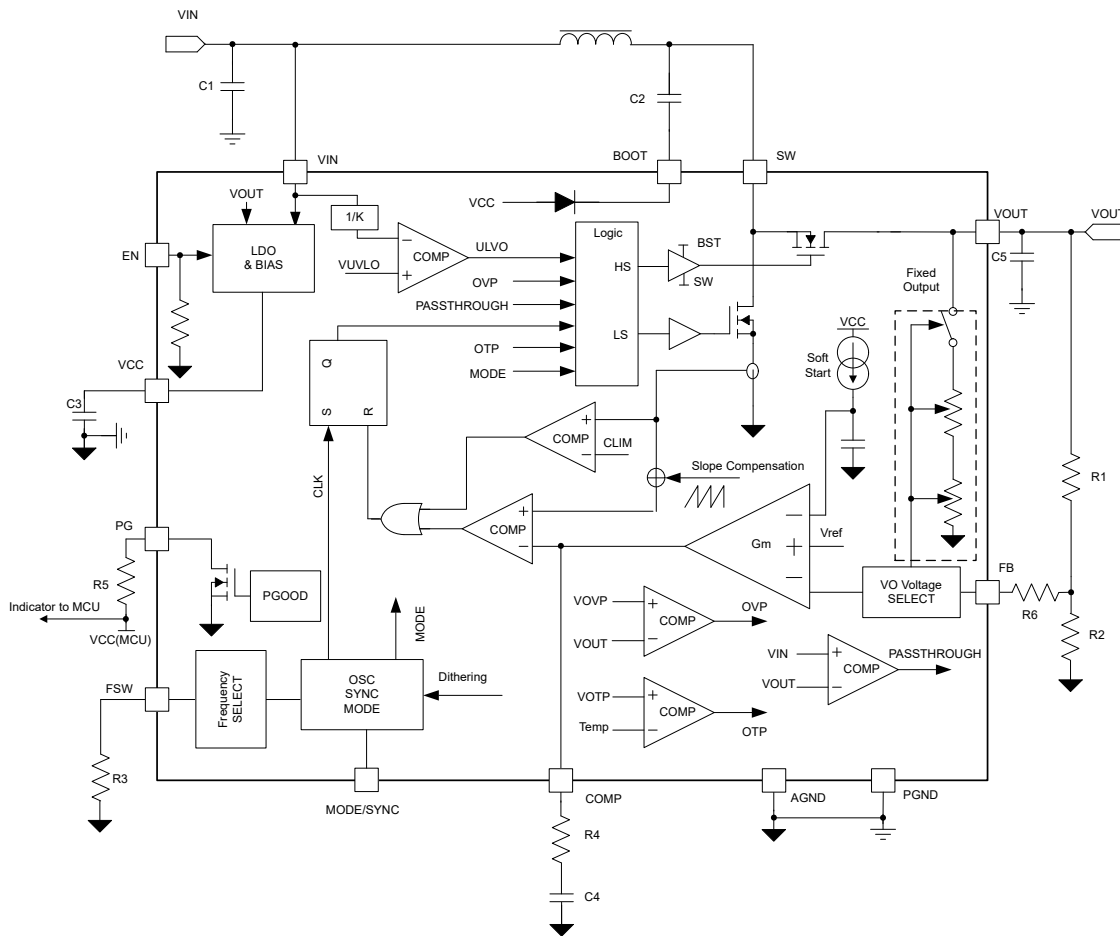 VIN
C1
C2
VIN
BOOT
SW
VOUT
VCC
1/K
VOUT
VOUT
EN
LDO
& BIAS
COMP
VUVLO
ULVO
OVP
PASSTHROUGH
OTP
MODE
Logic
HS
LS
BST
SW
C5
Fixed
Output
VCC
Soft
Start
VCC
C3
Q
S
R
COMP
CLIM
Slope Compensation
R1
CLK
COMP
Gm
Vref
PG
R5
PGOOD
Indicator to MCU
VCC(MCU)
MODE
VO Voltage
SELECT
FB
R6
R2
VOVP
VOUT
COMP
OVP
VIN
VOUT
COMP
PASSTHROUGH
FSW
Frequency
SELECT
OSC
SYNC
MODE
Dithering
VOTP
Temp
COMP
OTP
R3
MODE/SYNC
COMP
AGND
PGND
R4
C4